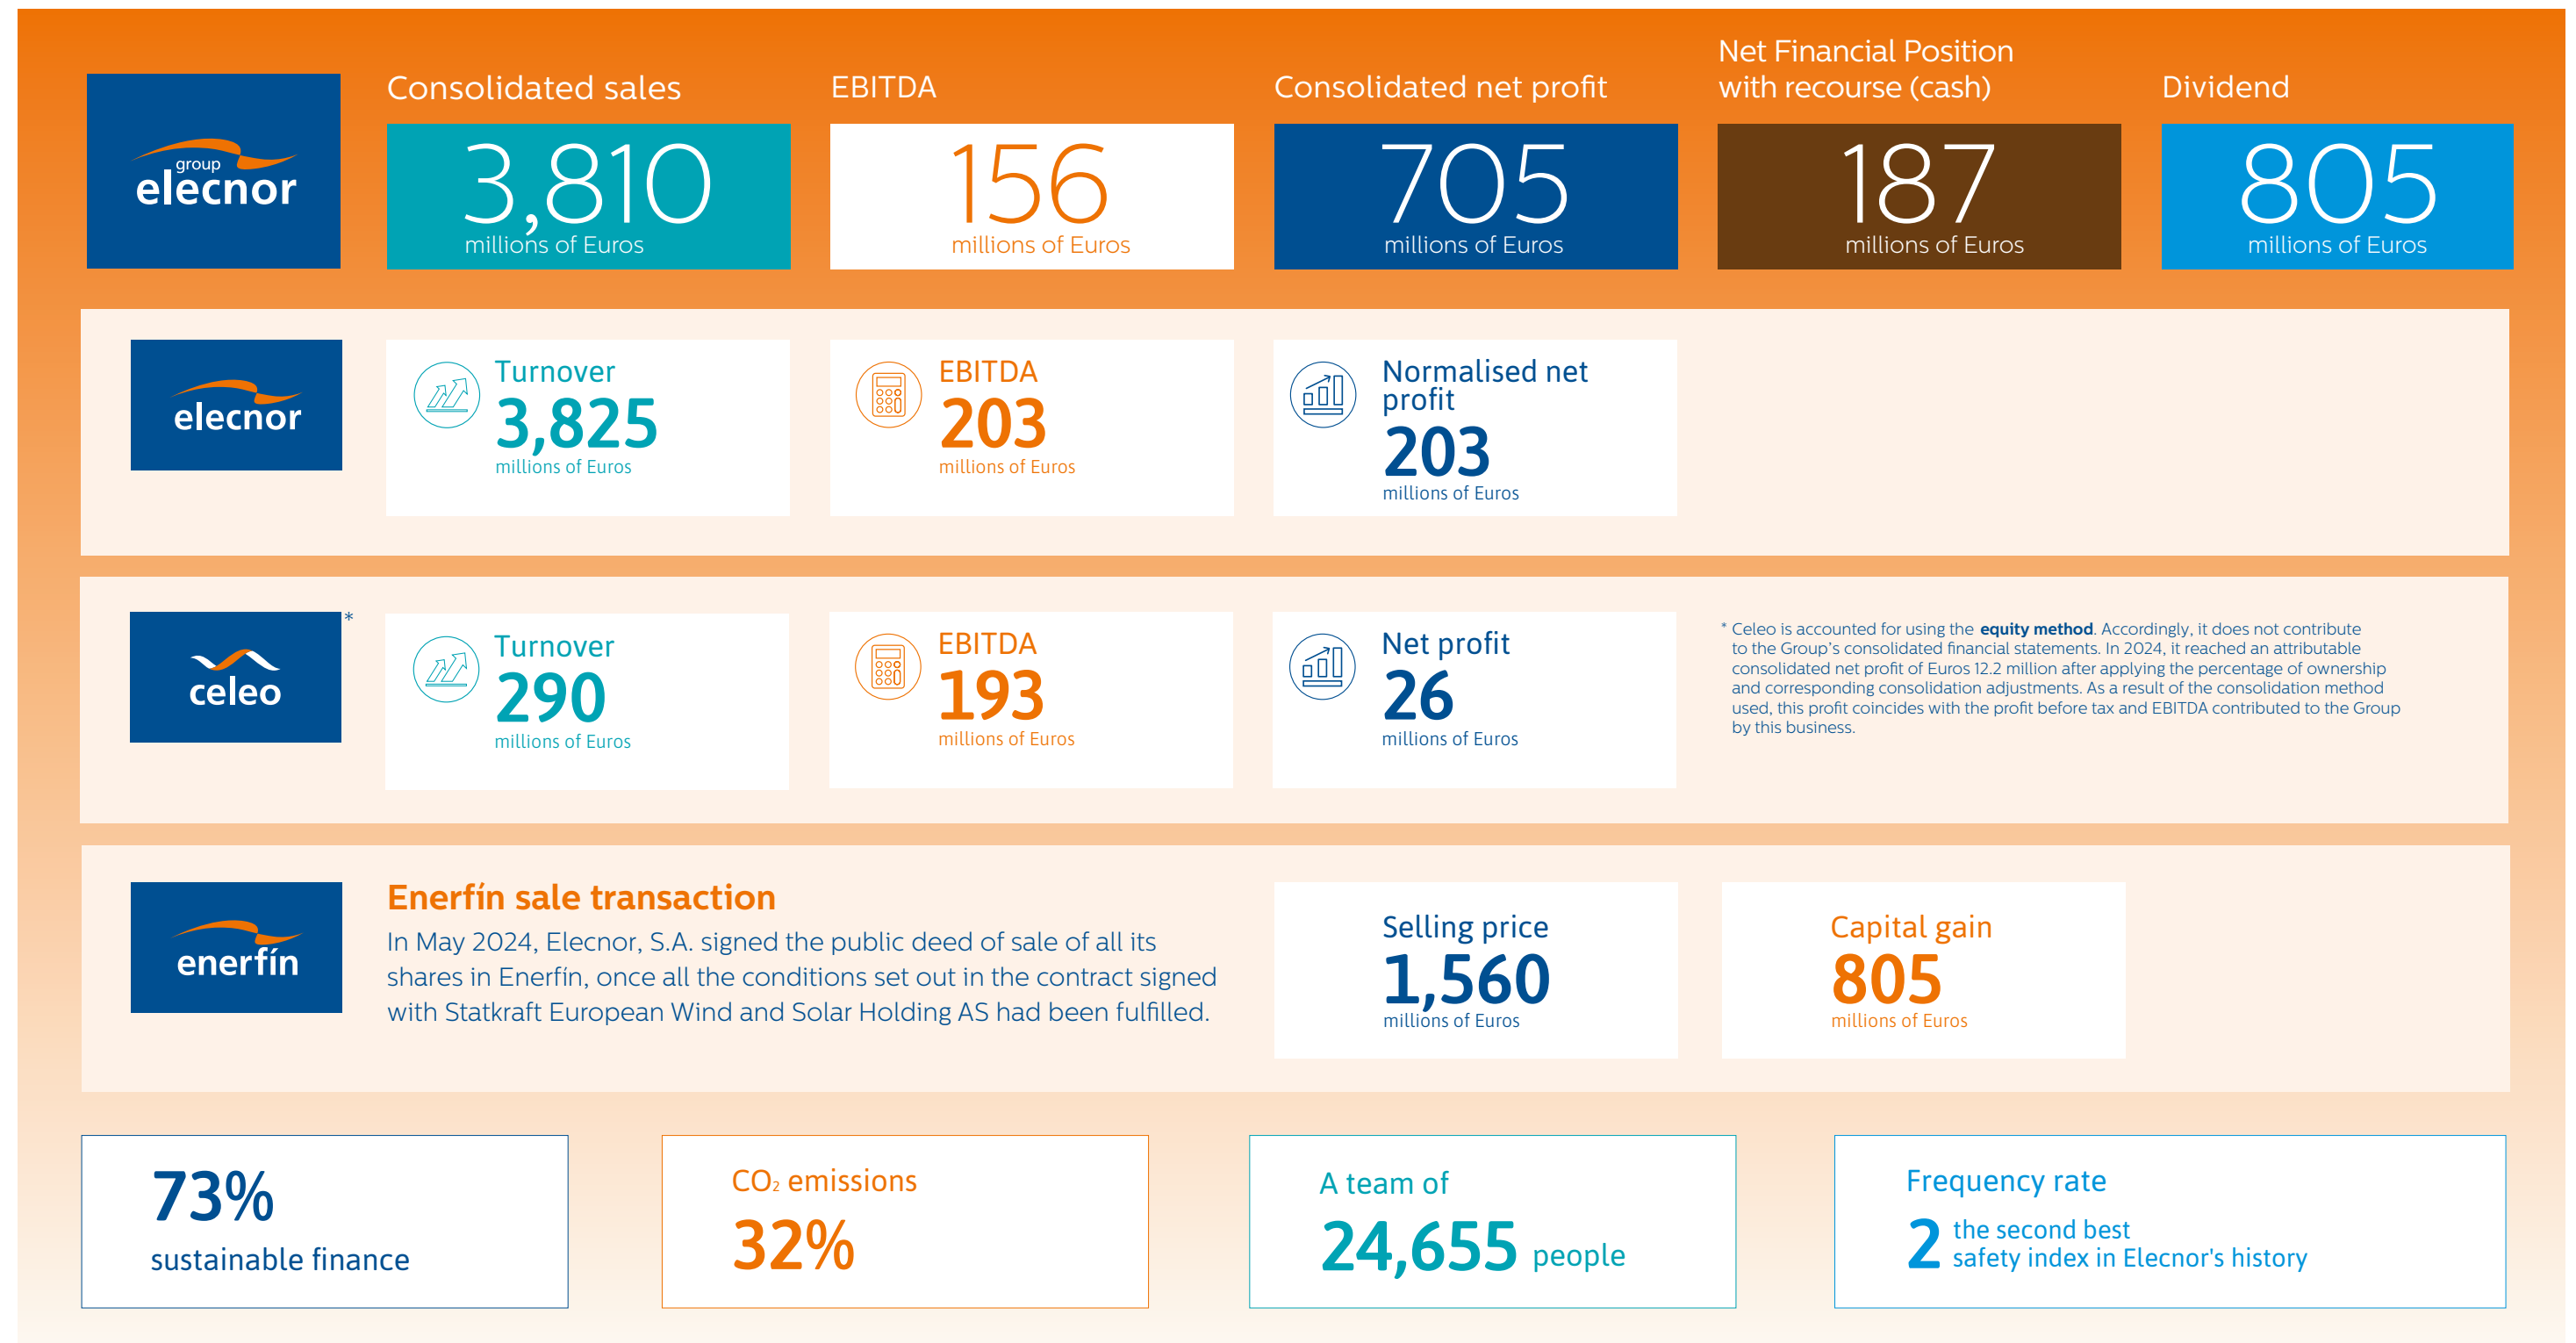 group
elecnor
Consolidated sales
3,810
millions of Euros
EBITDA
156
millions of Euros
Consolidated net profit
705
millions of Euros
Net Financial Position
with recourse (cash)
187
millions of Euros
Dividend
805
millions of Euros
elecnor
Turnover
3,825
millions of Euros
EBITDA
203
millions of Euros
Normalised net
profit
203
millions of Euros
celeo
*
Turnover
290
millions of Euros
EBITDA
193
millions of Euros
Net profit
26
millions of Euros
* Celeo is accounted for using the equity method. Accordingly, it does not contribute
to the Group's consolidated financial statements. In 2024, it reached an attributable
consolidated net profit of Euros 12.2 million after applying the percentage of ownership
and corresponding consolidation adjustments. As a result of the consolidation method
used, this profit coincides with the profit before tax and EBITDA contributed to the Group
by this business.
enerfín
Enerfín sale transaction
In May 2024, Elecnor, S.A. signed the public deed of sale of all its
shares in Enerfín, once all the conditions set out in the contract signed
with Statkraft European Wind and Solar Holding AS had been fulfilled.
Selling price
1,560
millions of Euros
Capital gain
805
millions of Euros
73%
sustainable finance
CO₂ emissions
32%
A team of
24,655 people
Frequency rate
2 the second best
safety index in Elecnor's history